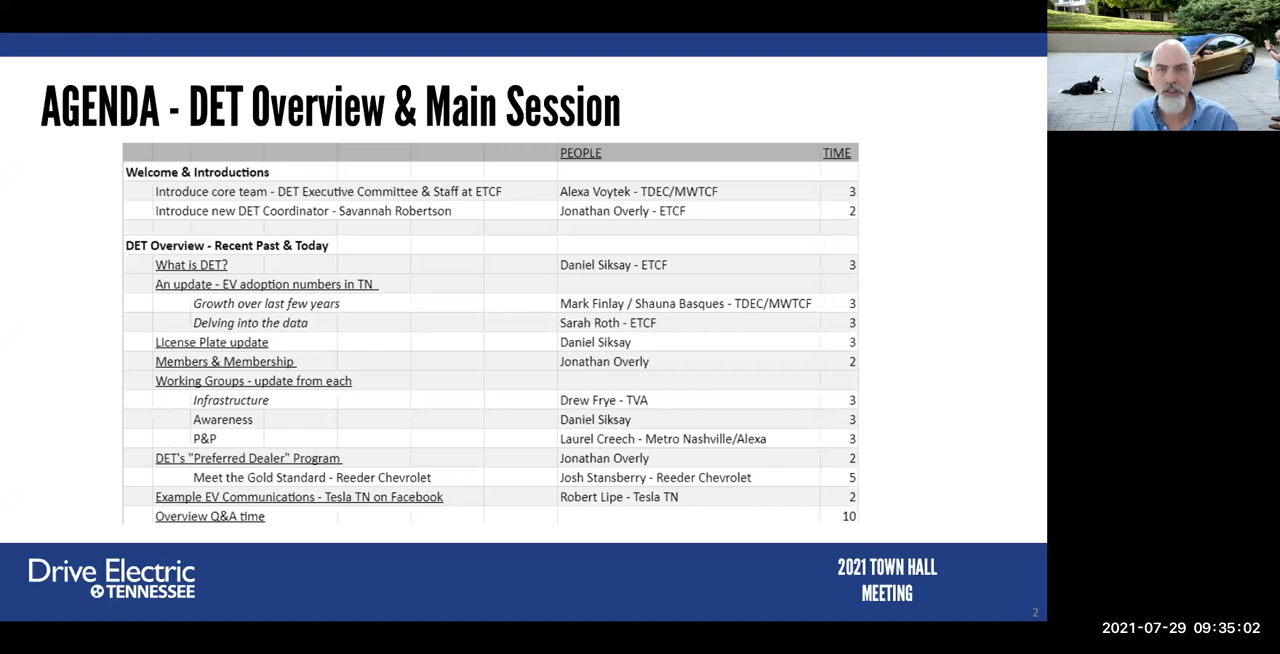 AGENDA - DET Overview & Main Session
PEOPLE TIME
Welcome & Introductions
Introduce core team - DET Executive Committee & Staff at ETCF Alexa Voytek - TDEC/MWTCF 3
Introduce new DET Coordinator - Savannah Robertson Jonathan Overly - ETCF 2
DET Overview - Recent Past & Today
What is DET? Daniel Siksay - ETCF 3
An update - EV adoption numbers in TN
Growth over last few years Mark Finlay / Shauna Basques - TDEC/MWTCF 3
Delving into the data Sarah Roth - ETCF 3
LIcense Plate update Daniel Siksay 3
Members & Membership Jonathan Overly 2
Working Groups - update from each
Infrastructure Drew Frye - TVA 3
Awareness Daniel Siksay 3
P&P Laurel Creech - Metro Nashville/Alexa 3
DET's "Preferred Dealer" Program Jonathan Overly 2
Meet the Gold Standard - Reeder Chevrolet Josh Stansberry - Reeder Chevrolet 5
Example EV Communications - Tesla TN on Facebook Robert Lipe - Tesla TN 2
Overview Q&A time 10
Drive Electric
TENNESSEE
2021 TOWN HALL
MEETING
2
2021-07-29 09:35:02